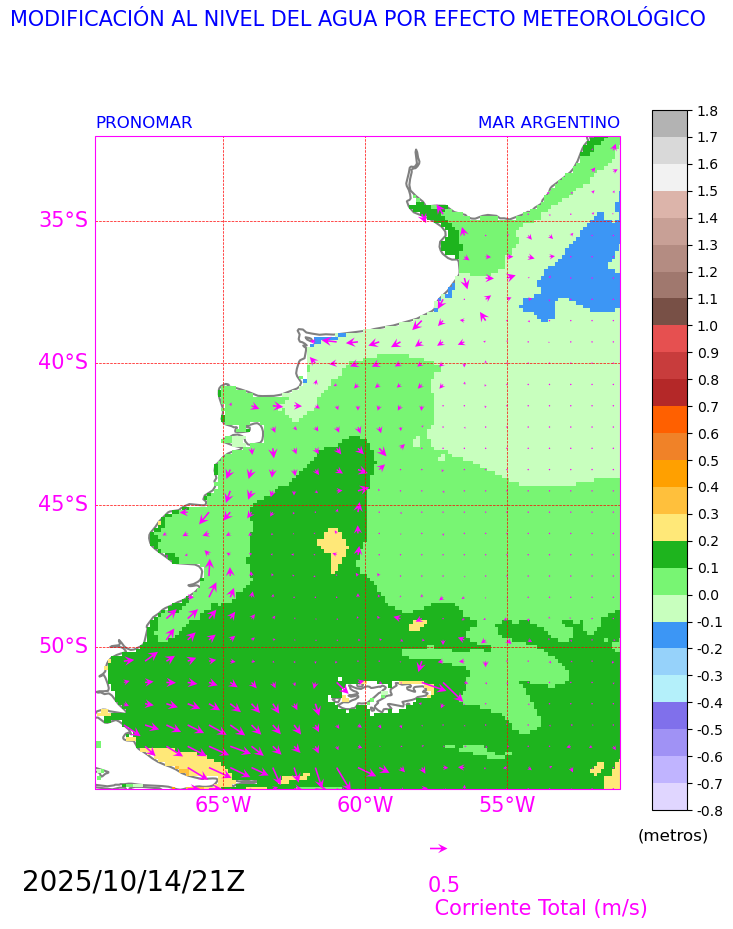 MODIFICACIÓN AL NIVEL DEL AGUA POR EFECTO METEOROLÓGICO
PRONOMAR MAR ARGENTINO
35°S
40°S
45°S
50°S
65°W 60°W 55°W
1.8
1.7
1.6
1.5
1.4
1.3
1.2
1.1
1.0
0.9
0.8
0.7
0.6
0.5
0.4
0.3
0.2
0.1
0.0
-0.1
-0.2
-0.3
-0.4
-0.5
-0.6
-0.7
-0.8
(metros)
2025/10/14/21Z
0.5
Corriente Total (m/s)